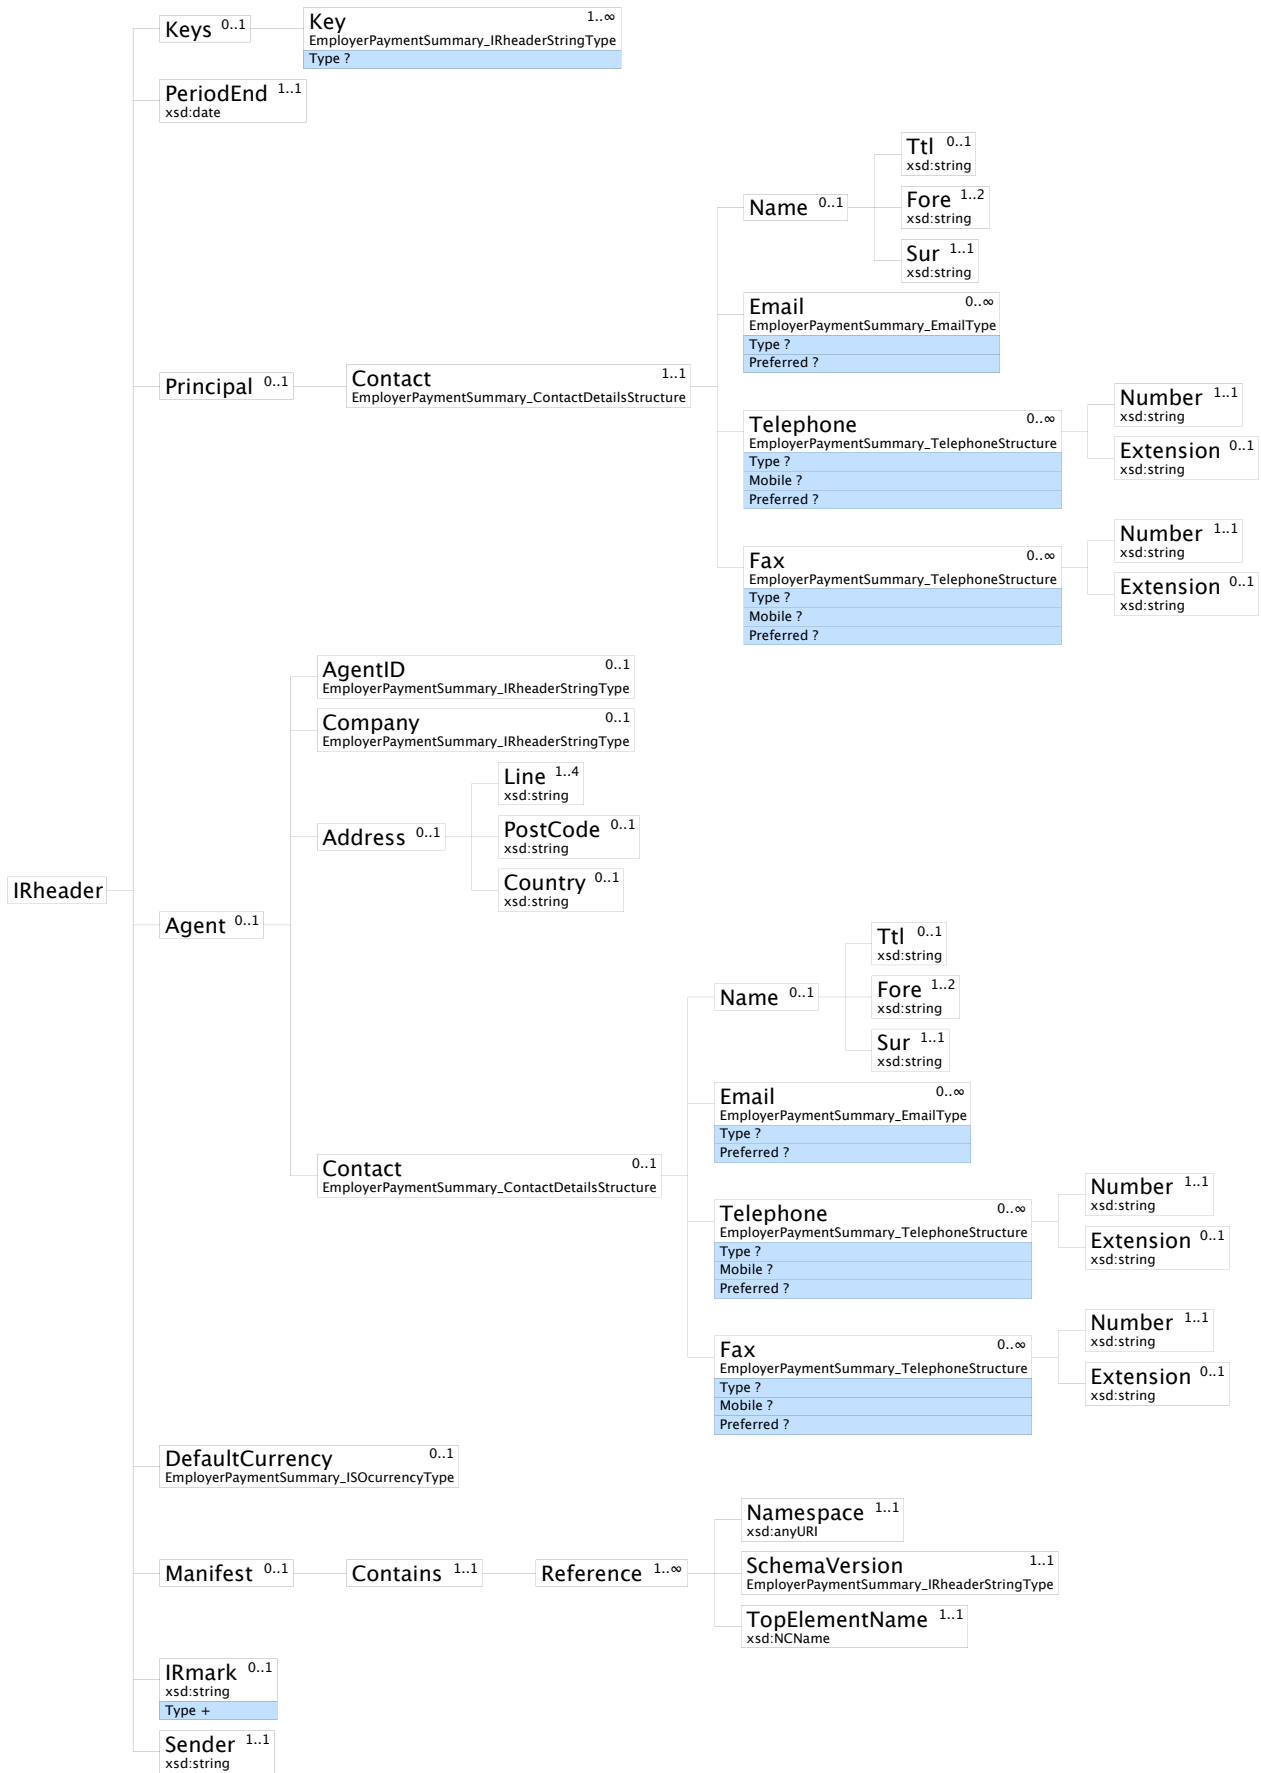 Keys 0..1
Key 1..∞
EmployerPaymentSummary_IRheaderStringType
Type ?
PeriodEnd 1..1
xsd:date
Ttl 0..1
xsd:string
Name 0..1
Fore 1..2
xsd:string
Sur 1..1
xsd:string
Email 0..∞
EmployerPaymentSummary_EmailType
Type ?
Preferred ?
Principal 0..1
Contact 1..1
EmployerPaymentSummary_ContactDetailsStructure
Telephone 0..∞
EmployerPaymentSummary_TelephoneStructure
Type ?
Mobile ?
Preferred ?
Number 1..1
xsd:string
Extension 0..1
xsd:string
Fax 0..∞
EmployerPaymentSummary_TelephoneStructure
Type ?
Mobile ?
Preferred ?
Number 1..1
xsd:string
Extension 0..1
xsd:string
AgentID 0..1
EmployerPaymentSummary_IRheaderStringType
Company 0..1
EmployerPaymentSummary_IRheaderStringType
Address 0..1
Line 1..4
xsd:string
PostCode 0..1
xsd:string
Country 0..1
xsd:string
IRheader
Agent 0..1
Ttl 0..1
xsd:string
Name 0..1
Fore 1..2
xsd:string
Sur 1..1
xsd:string
Email 0..∞
EmployerPaymentSummary_EmailType
Type ?
Preferred ?
Contact 0..1
EmployerPaymentSummary_ContactDetailsStructure
Telephone 0..∞
EmployerPaymentSummary_TelephoneStructure
Type ?
Mobile ?
Preferred ?
Number 1..1
xsd:string
Extension 0..1
xsd:string
Fax 0..∞
EmployerPaymentSummary_TelephoneStructure
Type ?
Mobile ?
Preferred ?
Number 1..1
xsd:string
Extension 0..1
xsd:string
DefaultCurrency 0..1
EmployerPaymentSummary_ISOcurrencyType
Manifest 0..1
Contains 1..1
Reference 1..∞
Namespace 1..1
xsd:anyURI
SchemaVersion 1..1
EmployerPaymentSummary_IRheaderStringType
TopElementName 1..1
xsd:NCName
IRmark 0..1
xsd:string
Type +
Sender 1..1
xsd:string